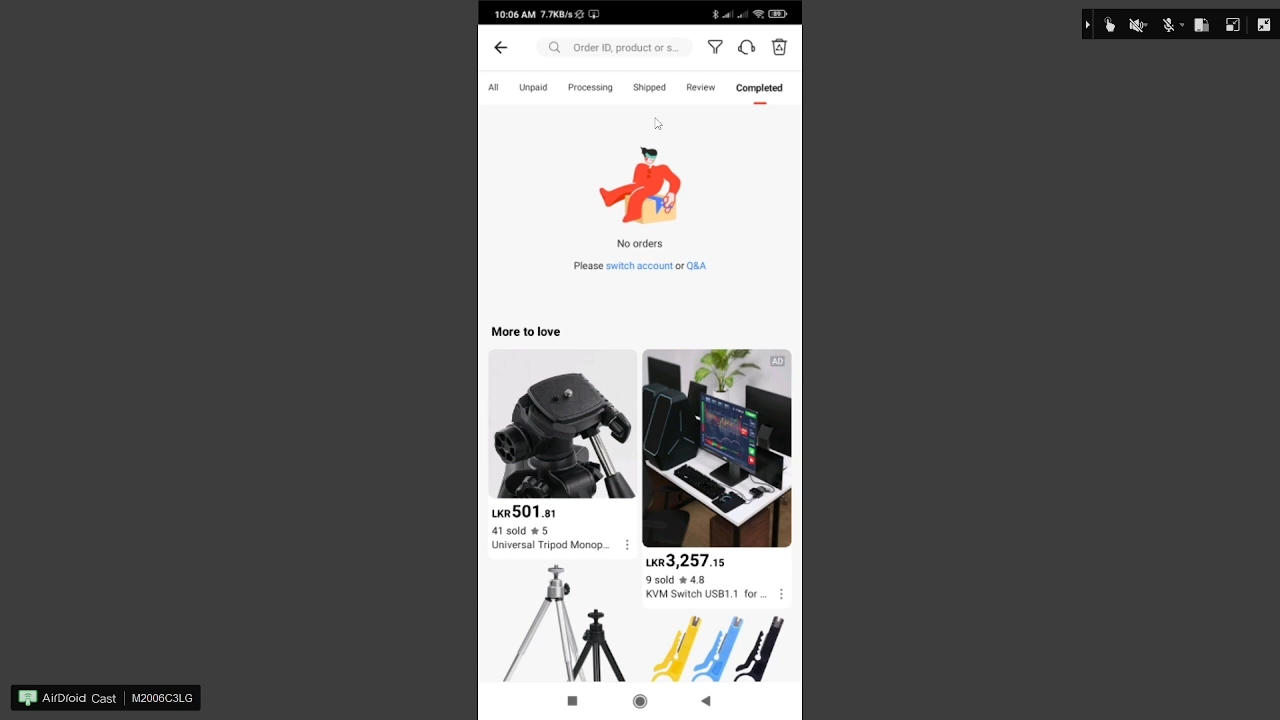 10:06 AM 7.7KB/s
89
Order ID, product or s...
All Unpaid Processing Shipped Review Completed
No orders
Please switch account or Q&A
More to love
AD
LKR501.81
41 sold ★ 5
Universal Tripod Monop...
LKR3,257.15
9 sold ★ 4.8
KVM Switch USB1.1 for ...
AirDroid Cast | M2006C3LG